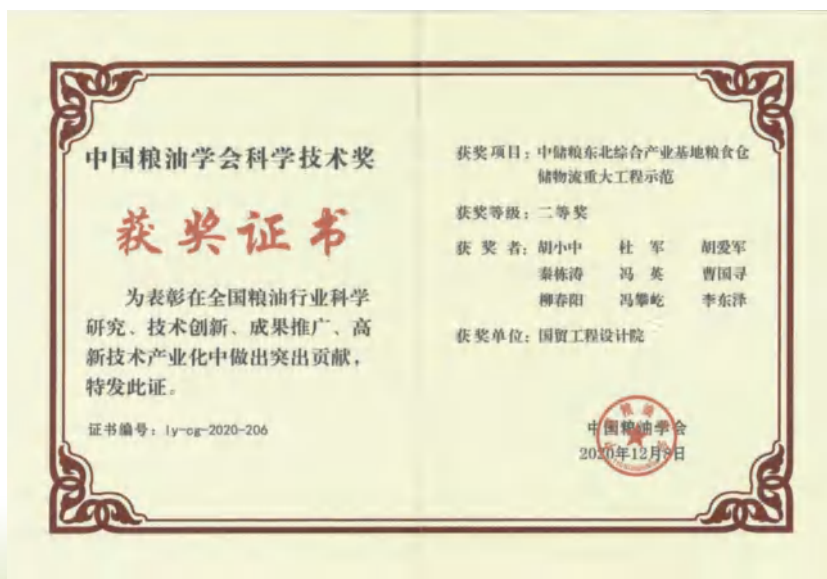 中国粮油学会科学技术奖
获奖证书
为表彰在全国粮油行业科学
研究、技术创新、成果推广、高
新技术产业化中做出突出贡献，
特发此证。
证书编号：ly-cg-2020-206
获奖项目：中储粮东北综合产业基地粮食仓
储物流重大工程示范
获奖等级：二等奖
获 奖 者：胡小中 杜 军 胡爱军
秦栋涛 冯 英 曹国寻
柳春阳 冯攀屹 李东泽
获奖单位：国贸工程设计院
中国粮油学会
2020年12月8日